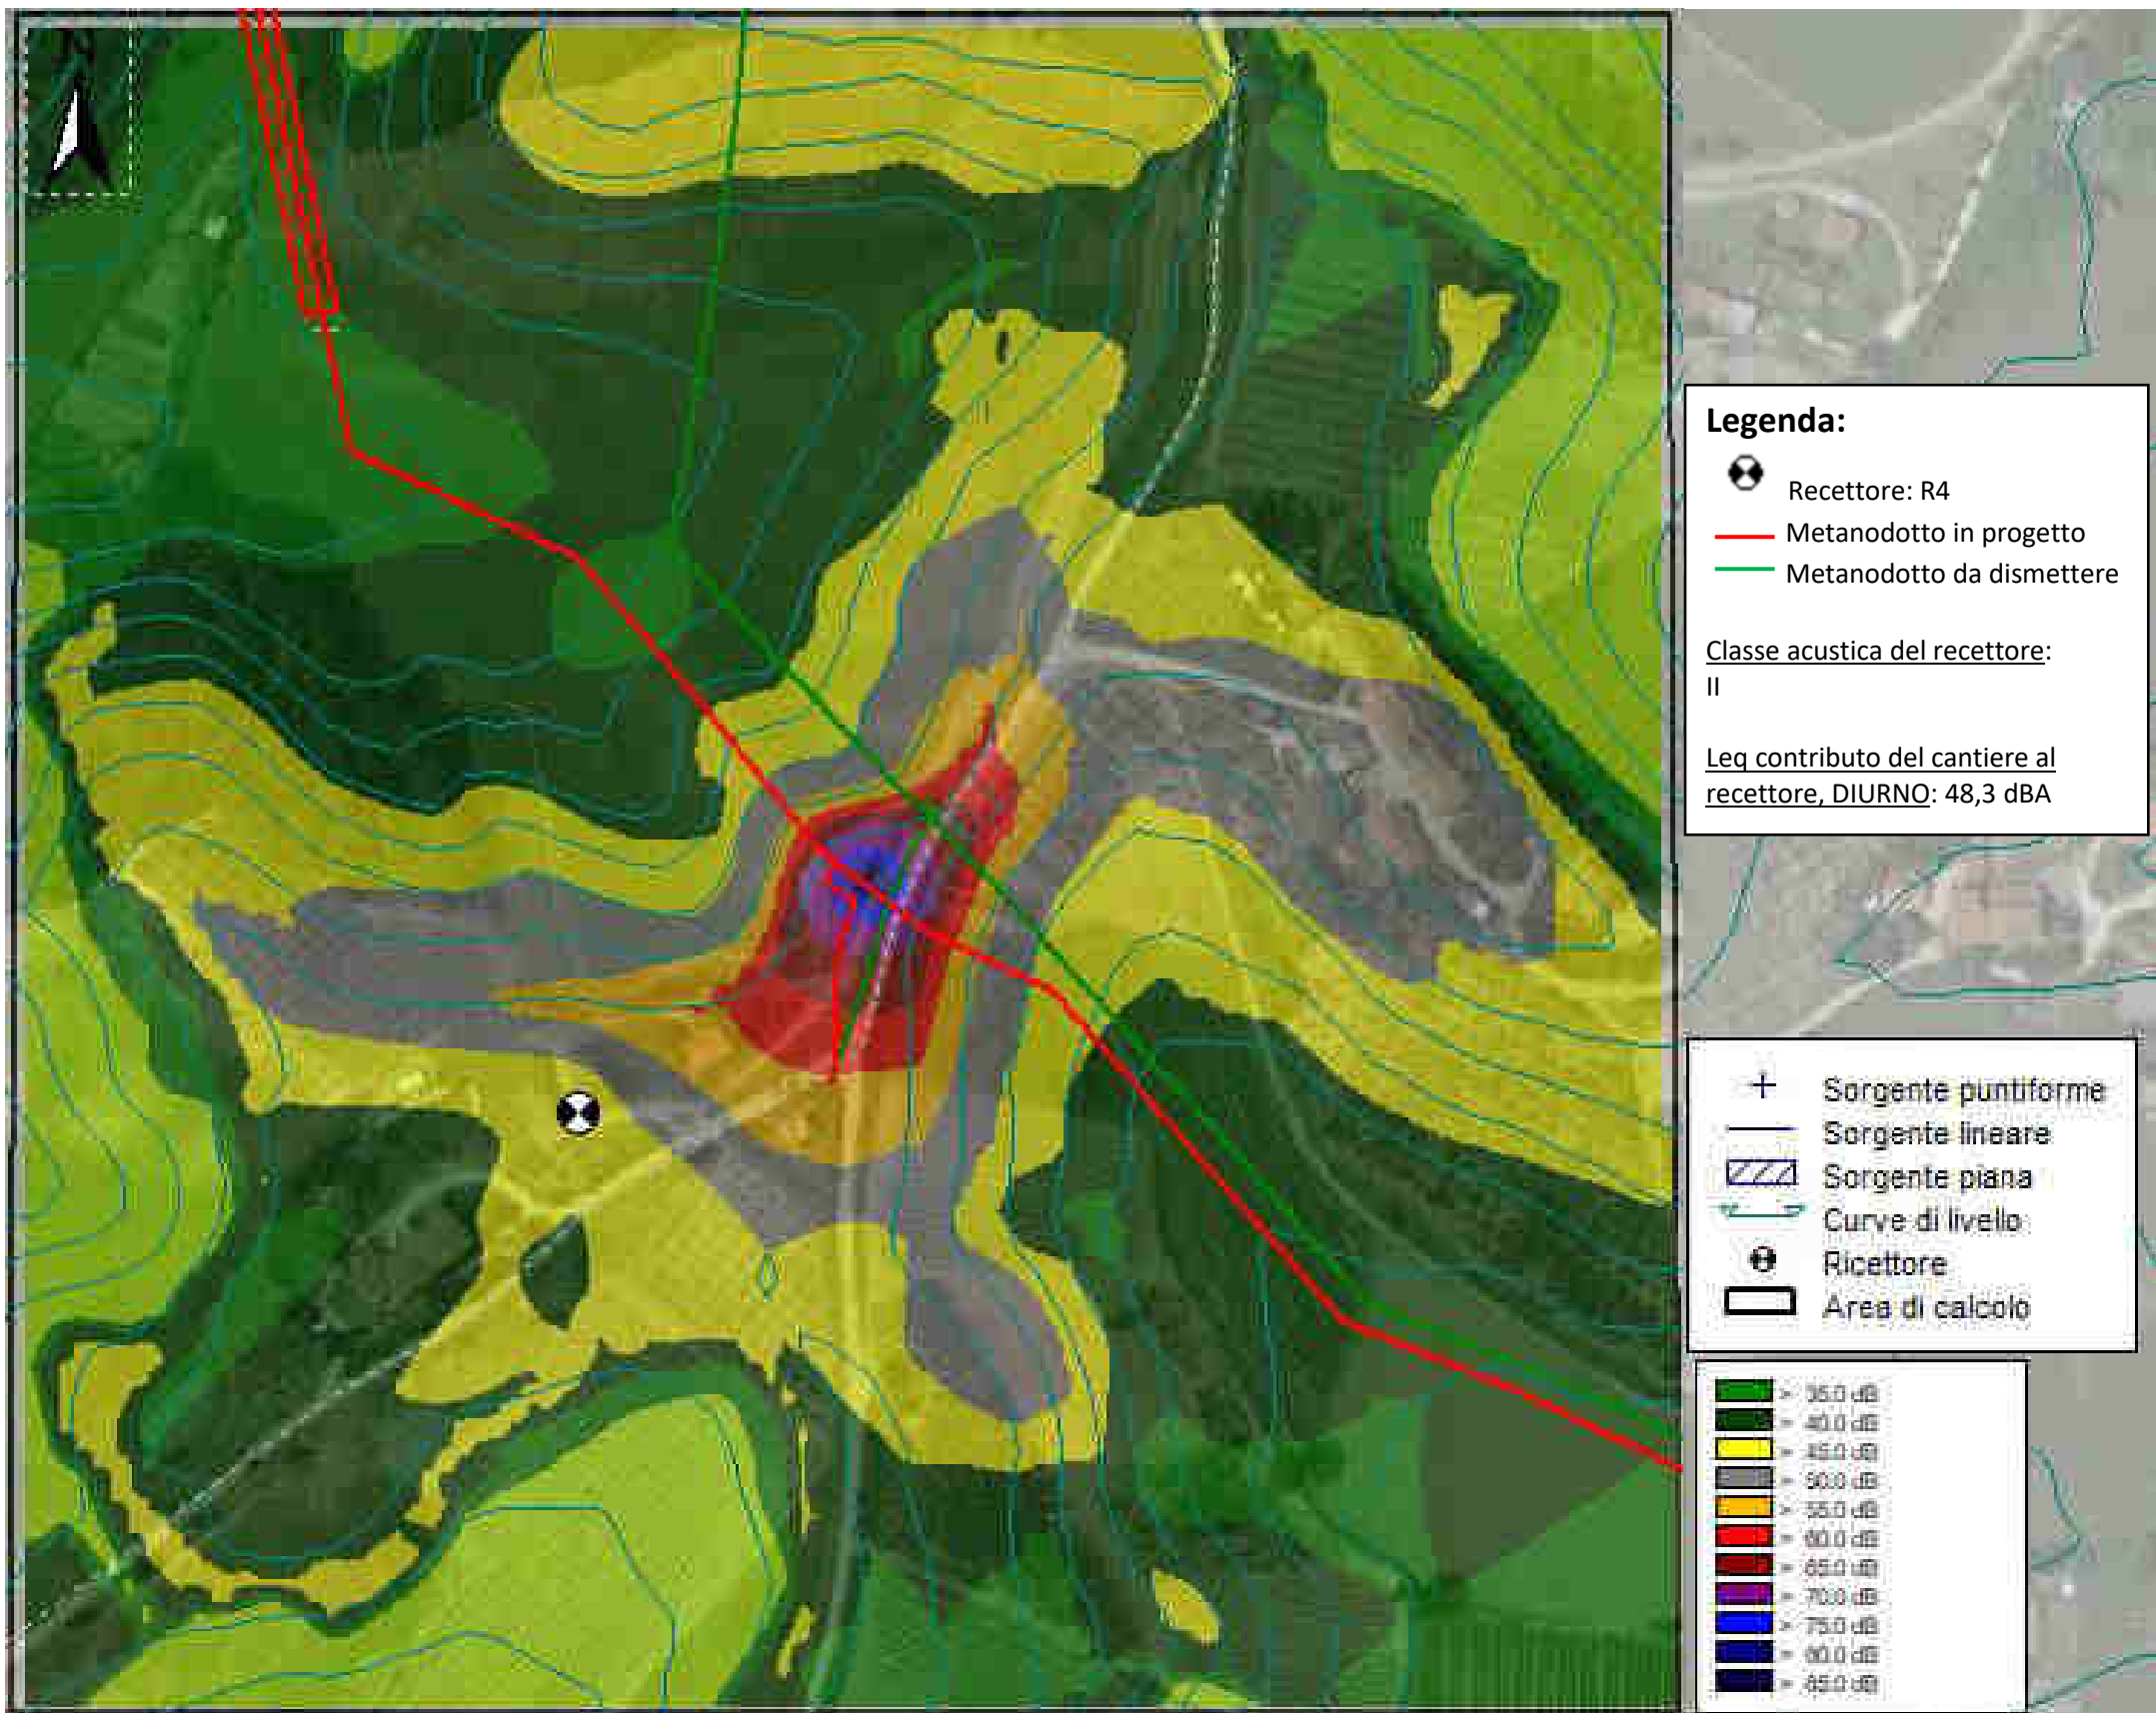 Legenda:
Recettore: R4
Metanodotto in progetto
Metanodotto da dismettere
Classe acustica del recettore:
II
Leq contributo del cantiere al
recettore, DIURNO: 48,3 dBA
Sorgente puntiforme
Sorgente lineare
Sorgente piana
Curve di livello
Ricettore
Area di calcolo
> 35.0 dB
> 40.0 dB
> 45.0 dB
> 50.0 dB
> 55.0 dB
> 60.0 dB
> 65.0 dB
> 70.0 dB
> 75.0 dB
> 80.0 dB
> 85.0 dB